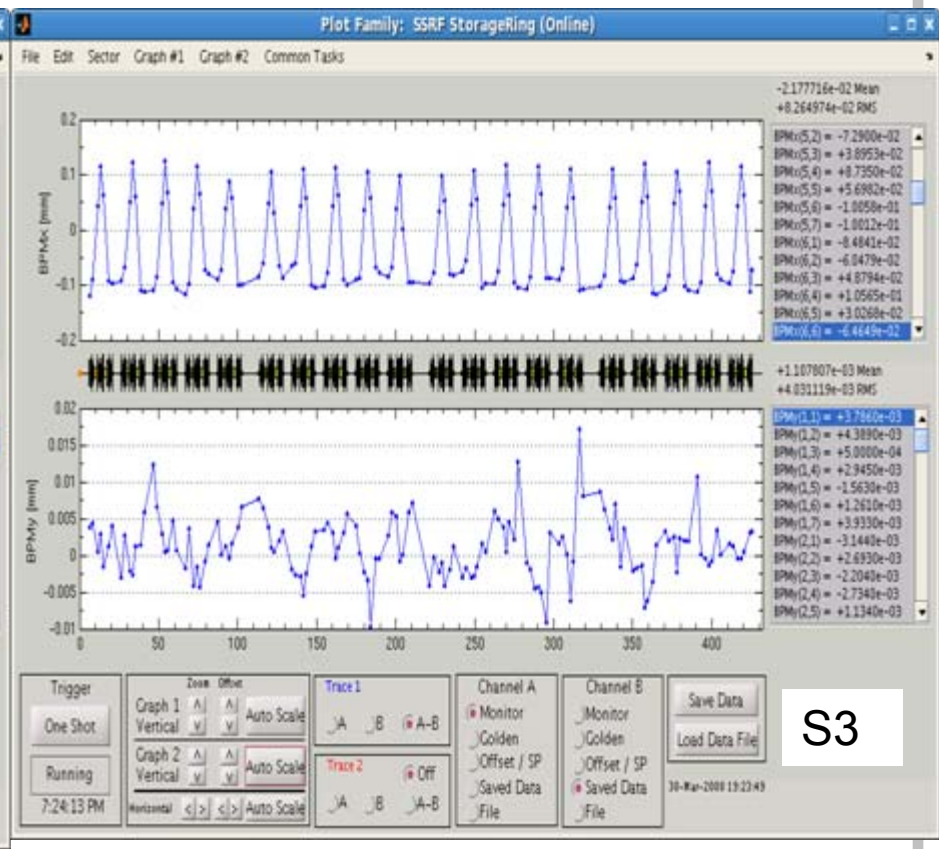 Plot Family: SSRF StorageRing (Online)
File Edit Sector Graph #1 Graph #2 Common Tasks
-2.177716e-02 Mean
+8.264974e-02 RMS
0.2
0.1
0
-0.1
-0.2
BPMx [mm]
BPMx(5,2) = -7.2900e-02
BPMx(5,3) = +3.8953e-02
BPMx(5,4) = +8.7350e-02
BPMx(5,5) = +5.6982e-02
BPMx(5,6) = -1.0058e-01
BPMx(5,7) = -1.0012e-01
BPMx(6,1) = -8.4841e-02
BPMx(6,2) = -6.0479e-02
BPMx(6,3) = +4.8794e-02
BPMx(6,4) = +1.0565e-01
BPMx(6,5) = +3.0268e-02
BPMx(6,6) = -6.4649e-02
+1.107807e-03 Mean
+4.031119e-03 RMS
0.02
0.015
0.01
0.005
0
-0.005
-0.01
BPMy [mm]
0 50 100 150 200 250 300 350 400
BPMy(1,1) = +3.7860e-03
BPMy(1,2) = +4.3890e-03
BPMy(1,3) = +5.0000e-04
BPMy(1,4) = +2.9450e-03
BPMy(1,5) = -1.5630e-03
BPMy(1,6) = +1.2610e-03
BPMy(1,7) = +3.9330e-03
BPMy(2,1) = -3.1440e-03
BPMy(2,2) = +2.6930e-03
BPMy(2,3) = -2.2040e-03
BPMy(2,4) = -2.7340e-03
BPMy(2,5) = +1.1340e-03
Trigger
One Shot
Running
7:24:13 PM
Zoom Offset
Graph 1 Vertical ^ ^ v v Auto Scale
Graph 2 Vertical ^ ^ v v Auto Scale
Horizontal < > < > Auto Scale
Trace 1
A B A-B
Trace 2 Off
A B A-B
Channel A
Monitor
Golden
Offset / SP
Saved Data
File
Channel B
Monitor
Golden
Offset / SP
Saved Data
File
Save Data
Load Data File
30-Mar-2008 19:23:49
S3